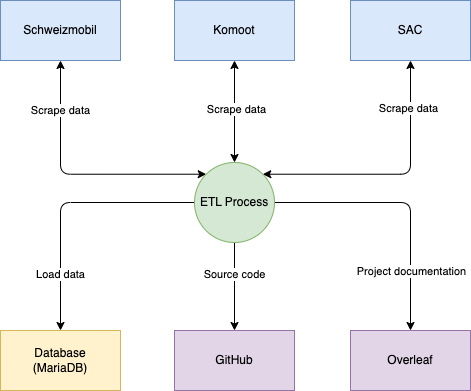 Schweizmobil
Komoot
SAC
Scrape data
Scrape data
Scrape data
ETL Process
Load data
Source code
Project documentation
Database
(MariaDB)
GitHub
Overleaf